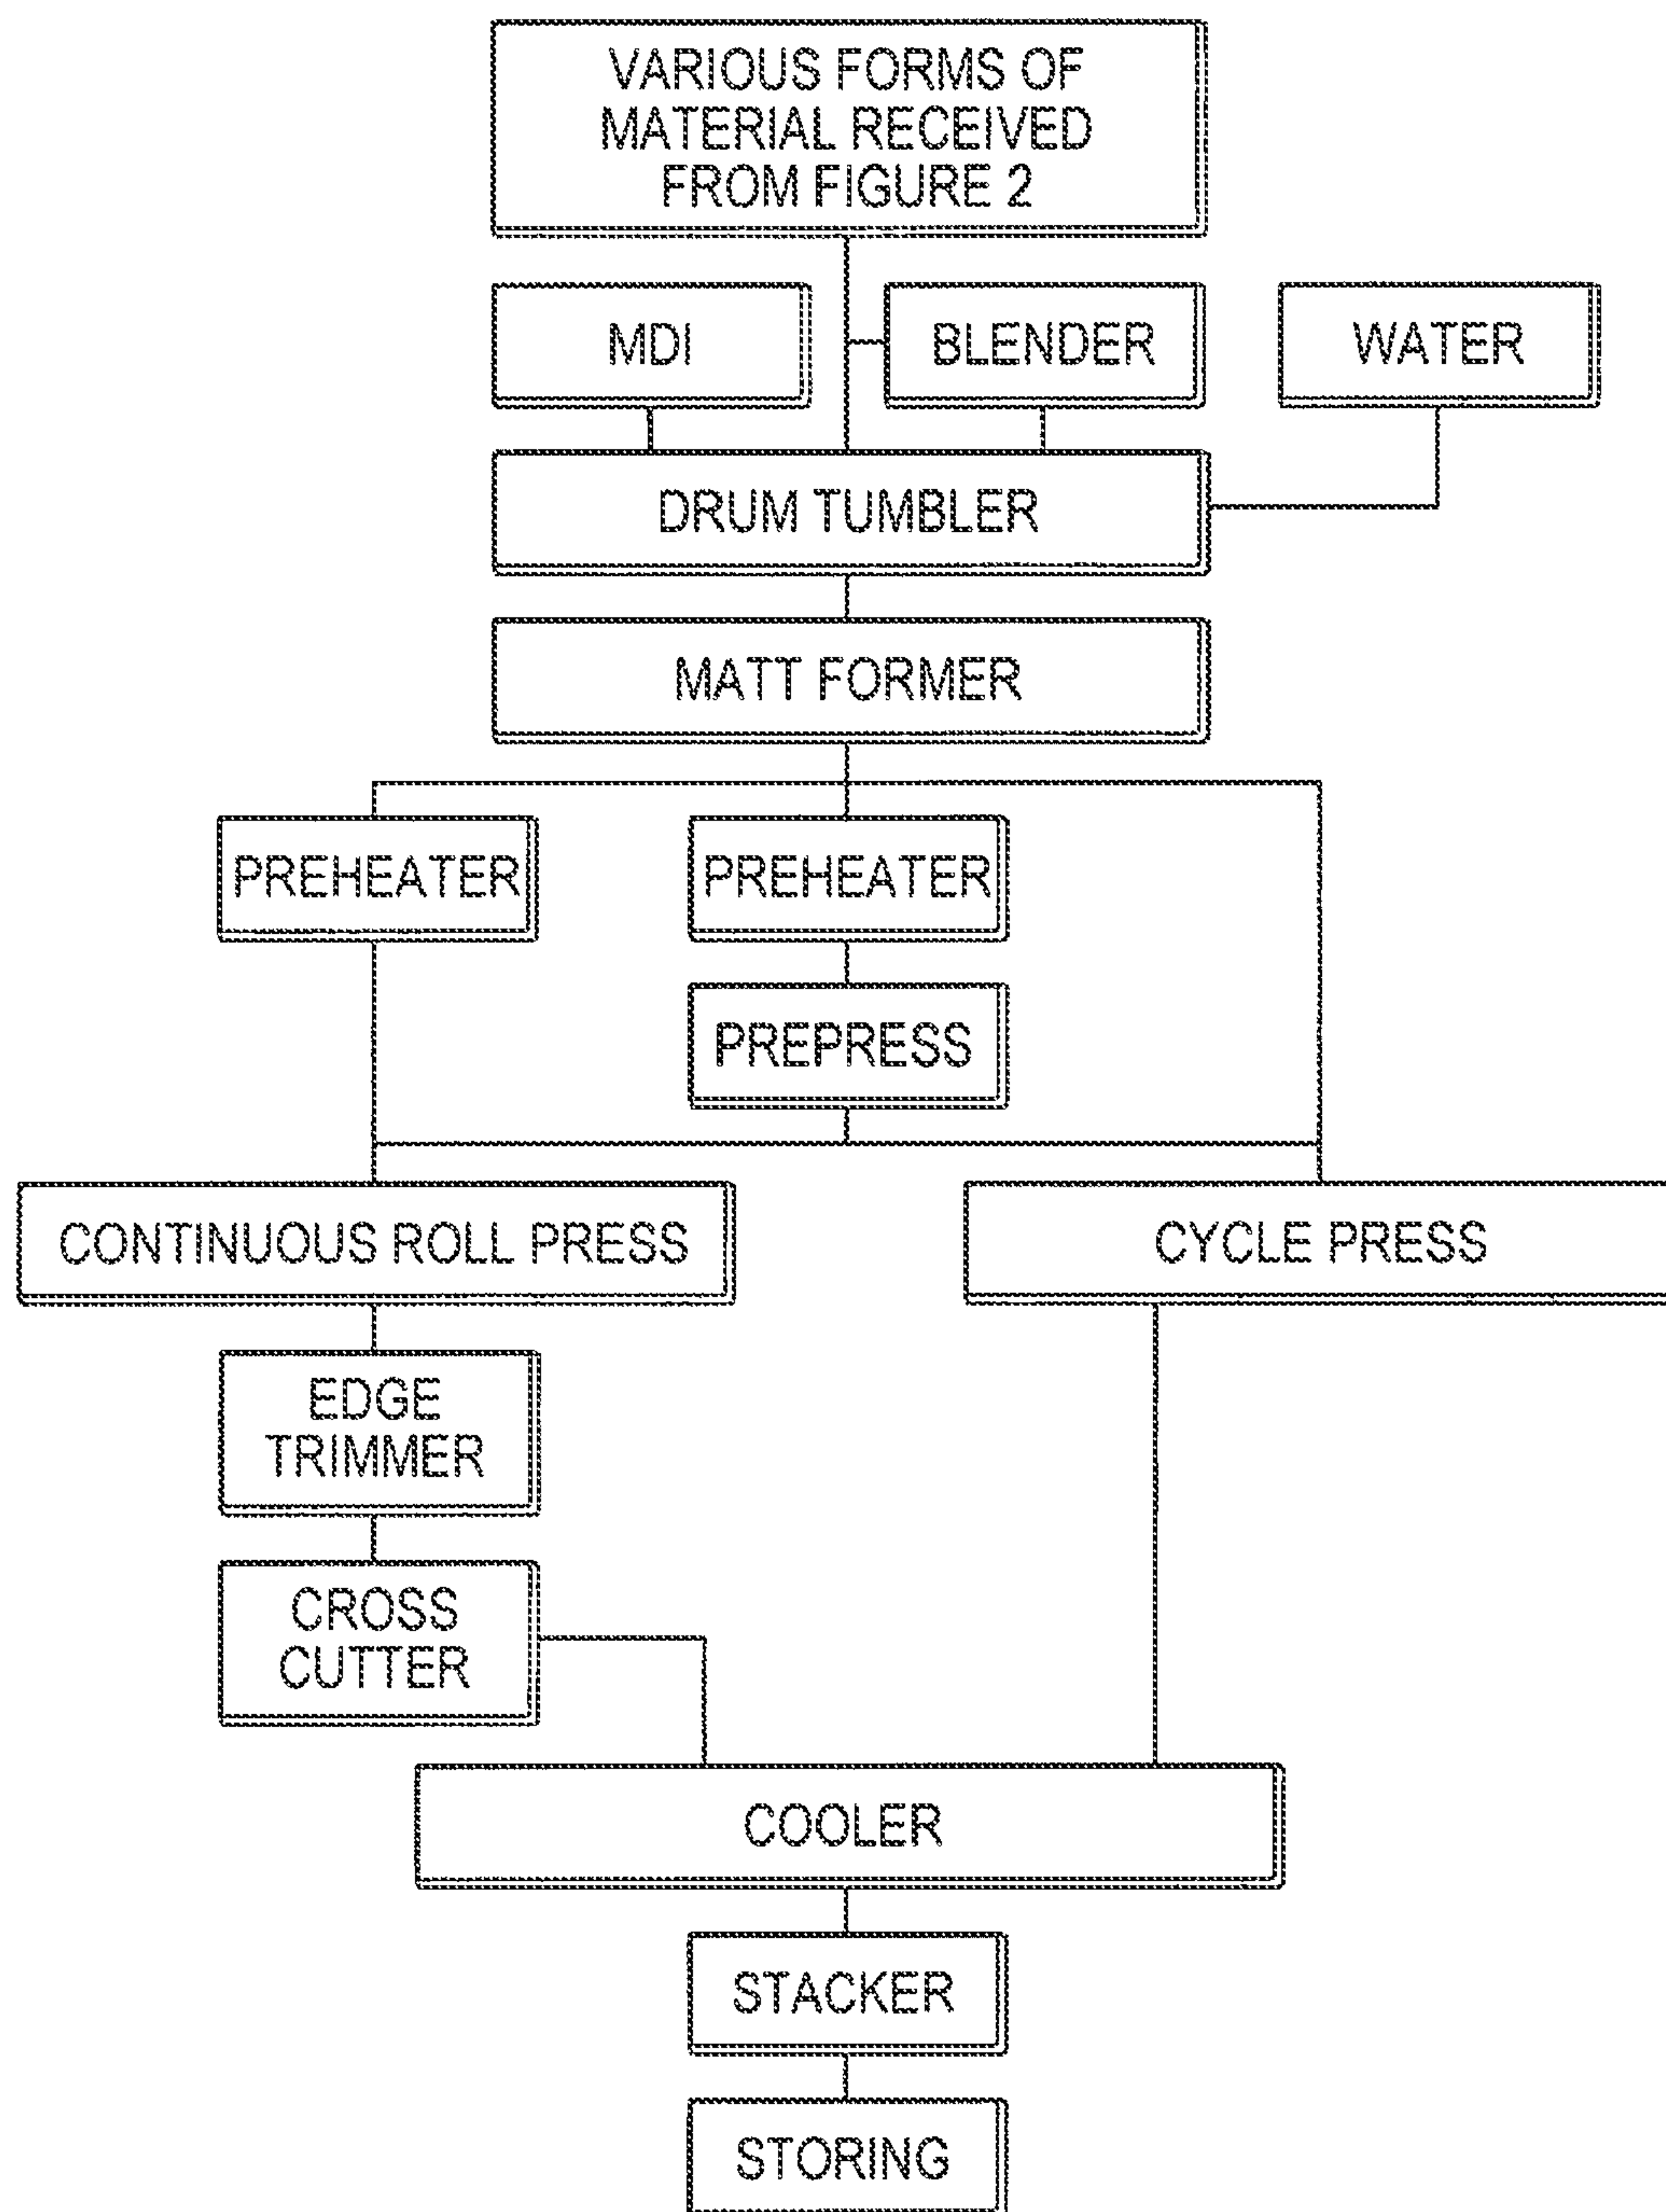 VARIOUS FORMS OF
MATERIAL RECEIVED
FROM FIGURE 2
MDI
BLENDER
WATER
DRUM TUMBLER
MATT FORMER
PREHEATER
PREHEATER
PREPRESS
CONTINUOUS ROLL PRESS
CYCLE PRESS
EDGE
TRIMMER
CROSS
CUTTER
COOLER
STACKER
STORING